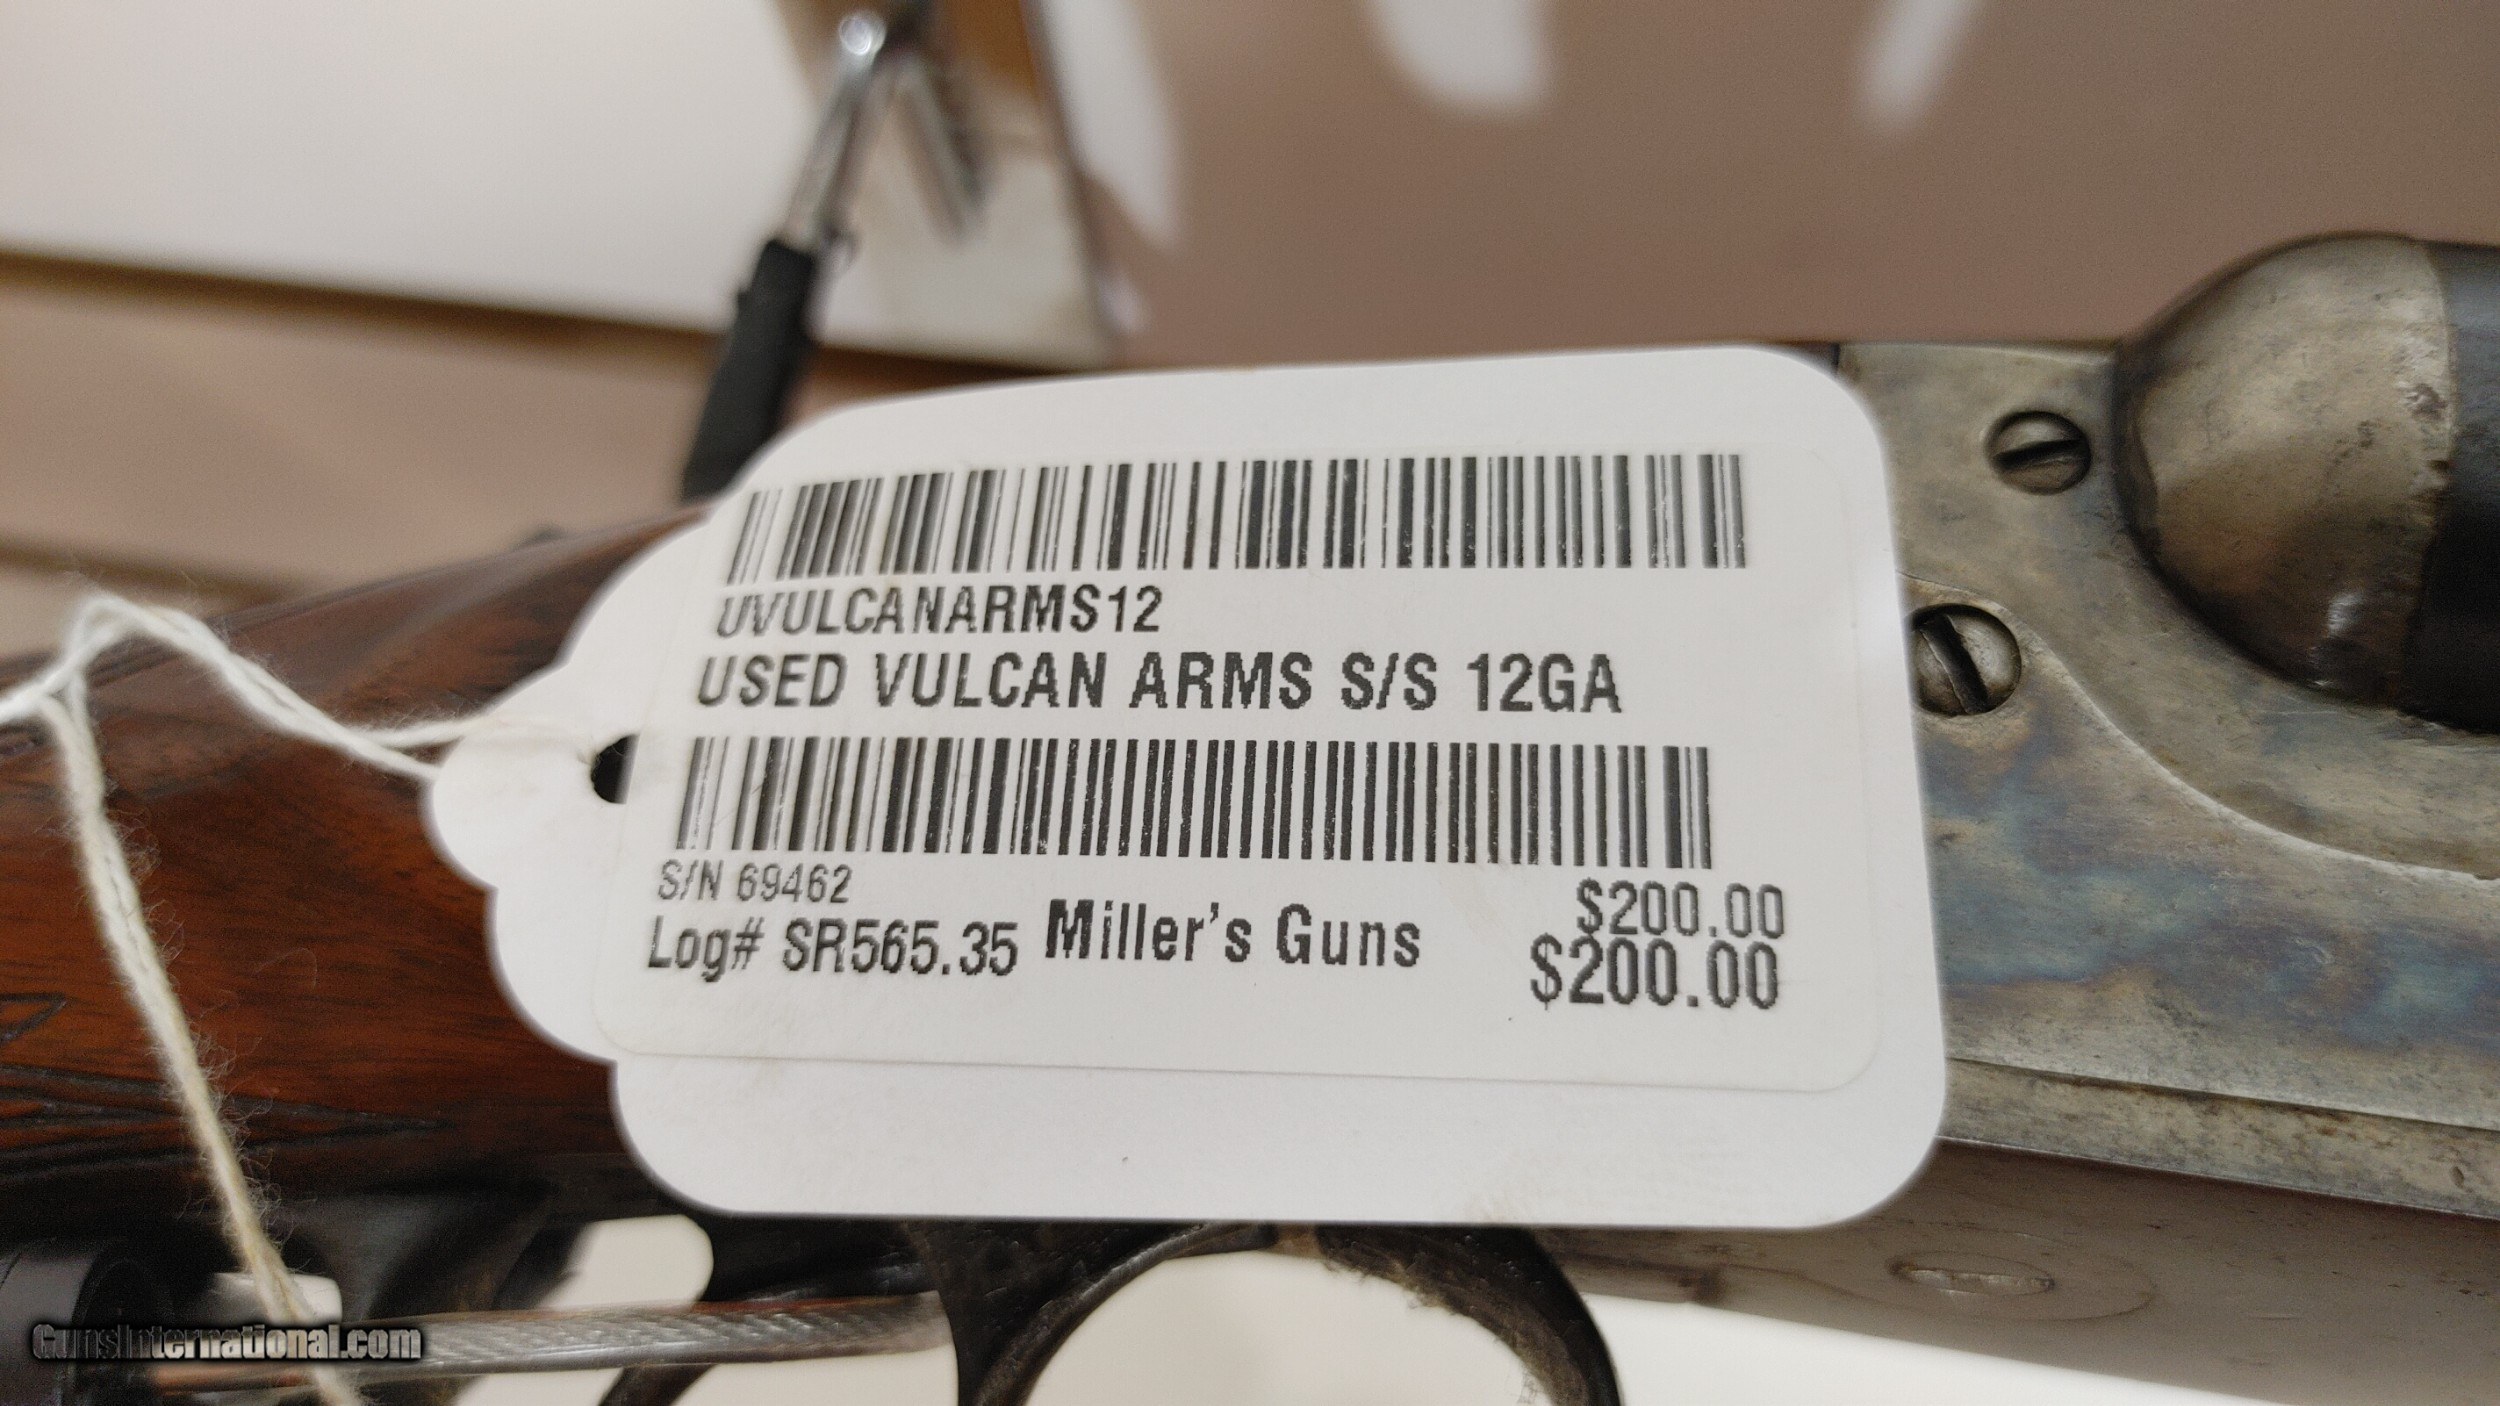 UVULCANARMS12
USED VULCAN ARMS S/S 12GA
S/N 69462
$200.00
Log# SR565.35 Miller's Guns
$200.00
GunsInternational.com